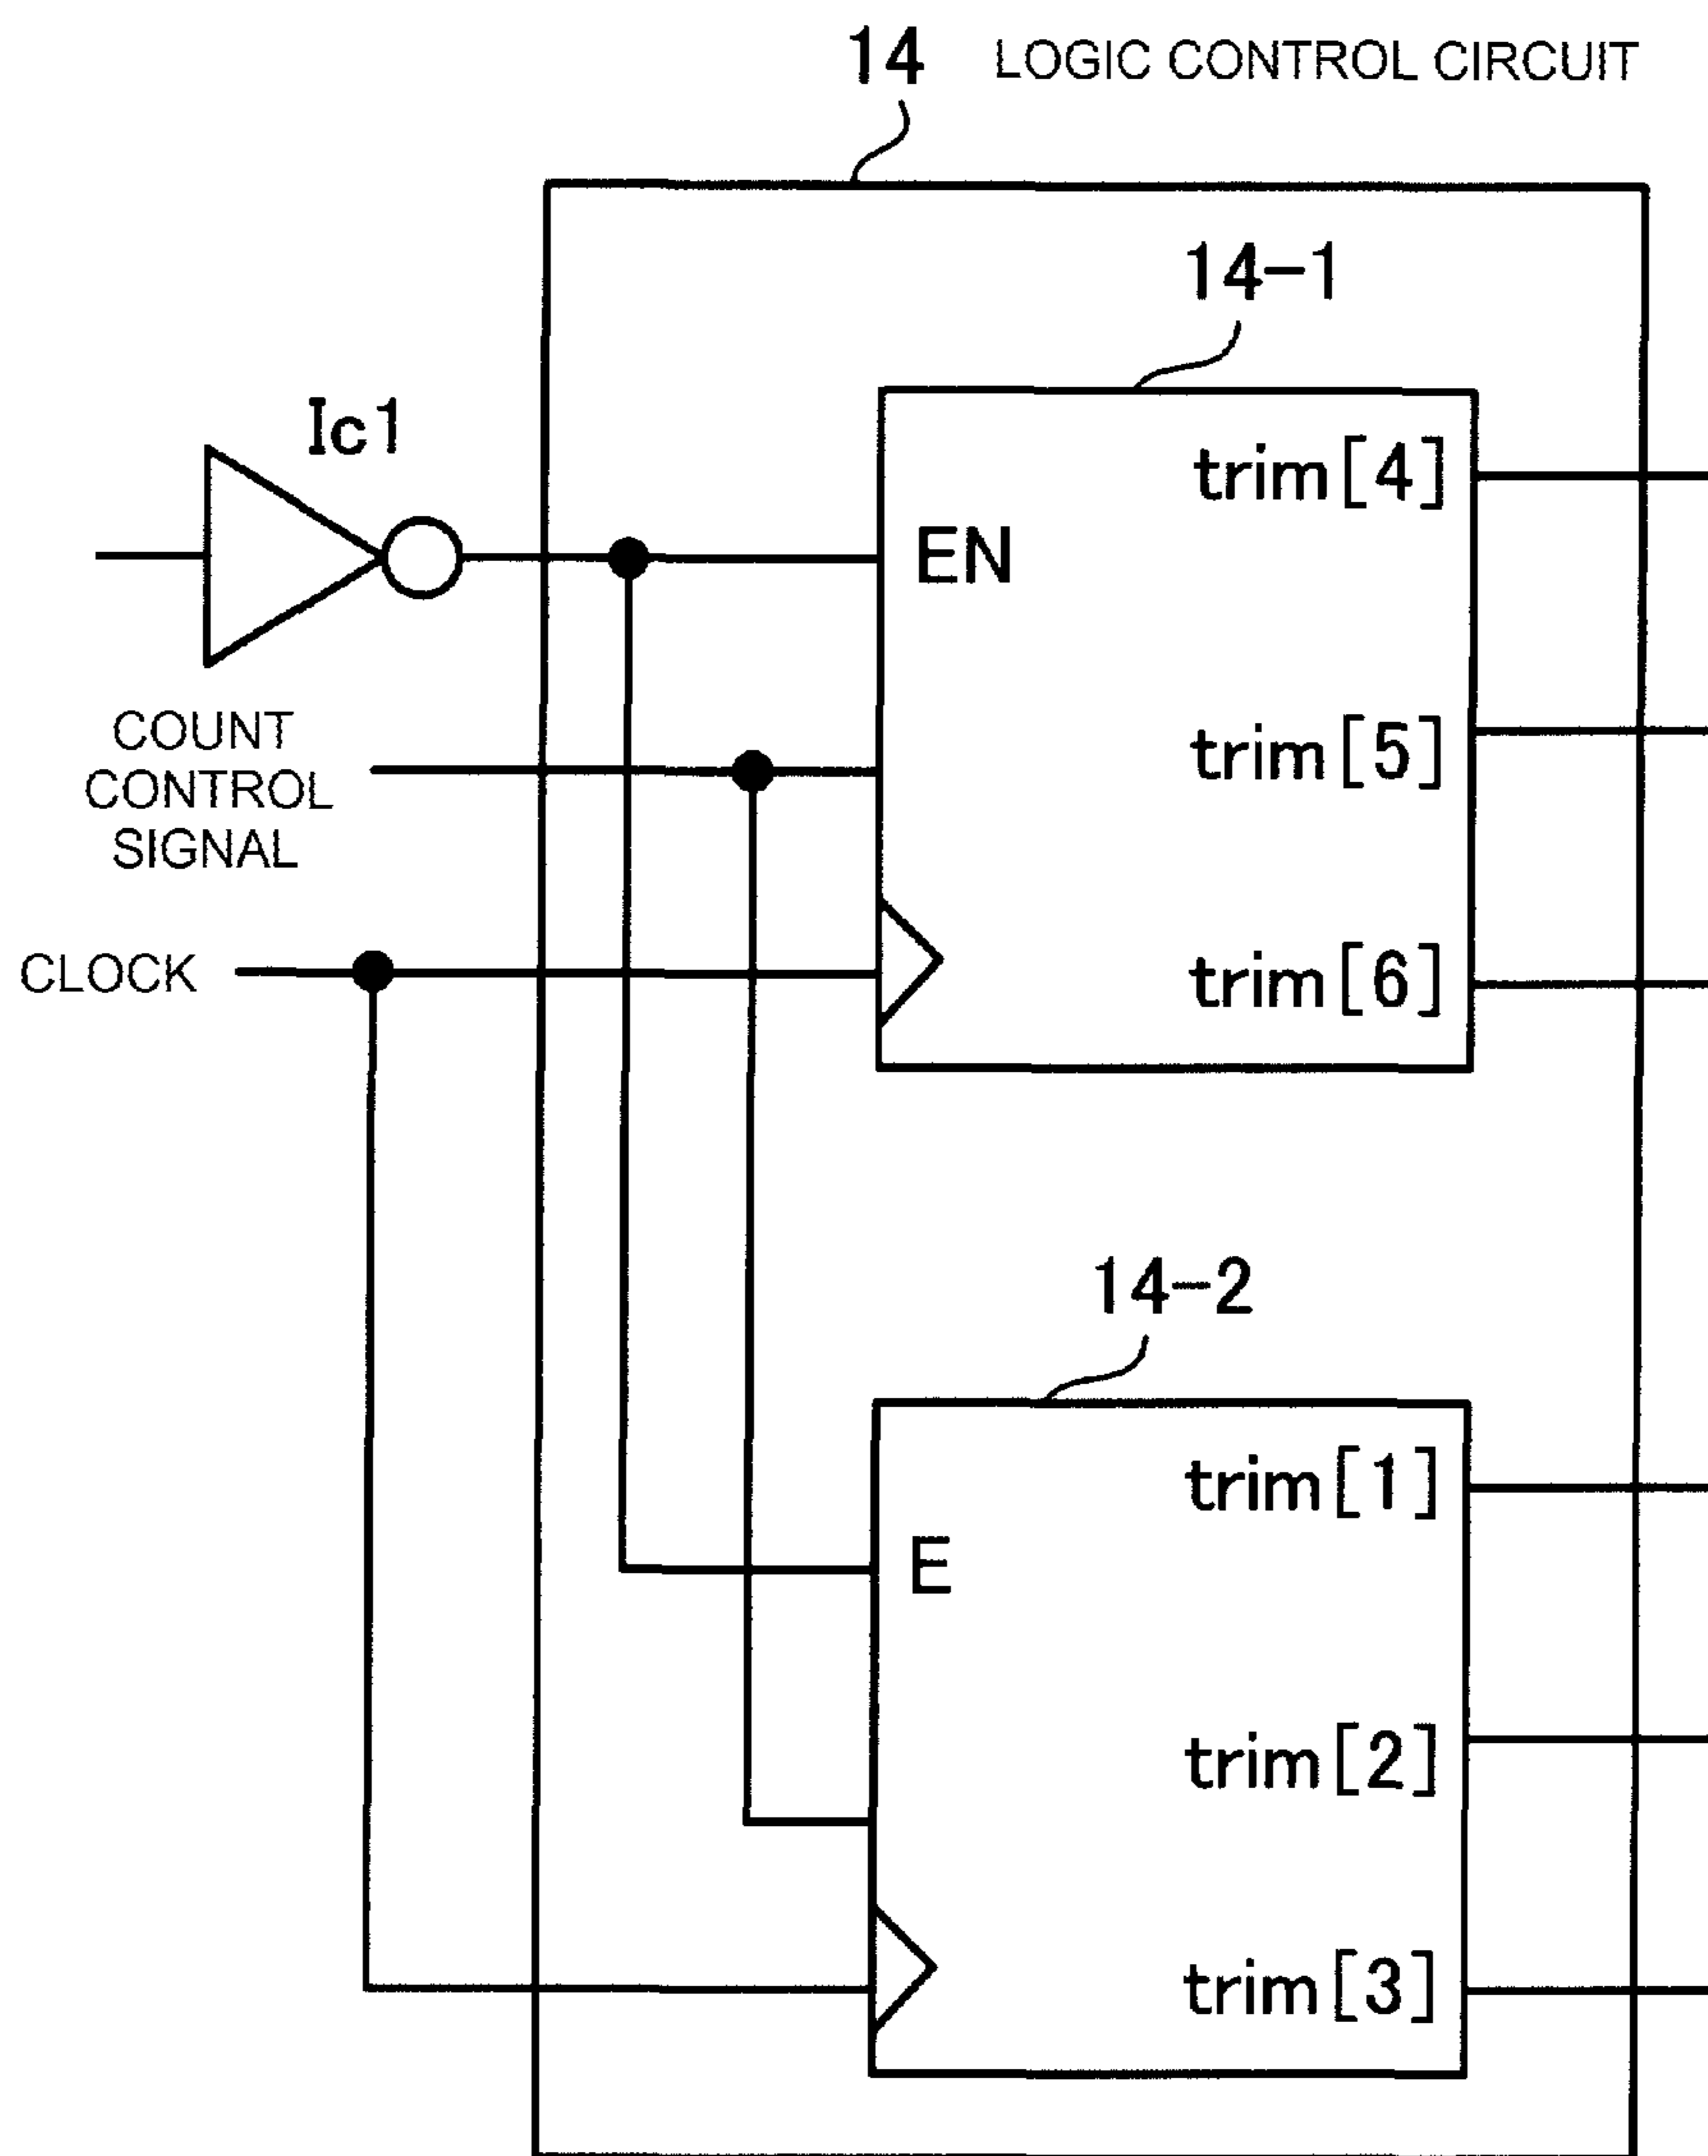 14 LOGIC CONTROL CIRCUIT
14-1
Ic1
trim[4]
EN
COUNT
CONTROL
SIGNAL
trim[5]
CLOCK
trim[6]
14-2
trim[1]
E
trim[2]
trim[3]